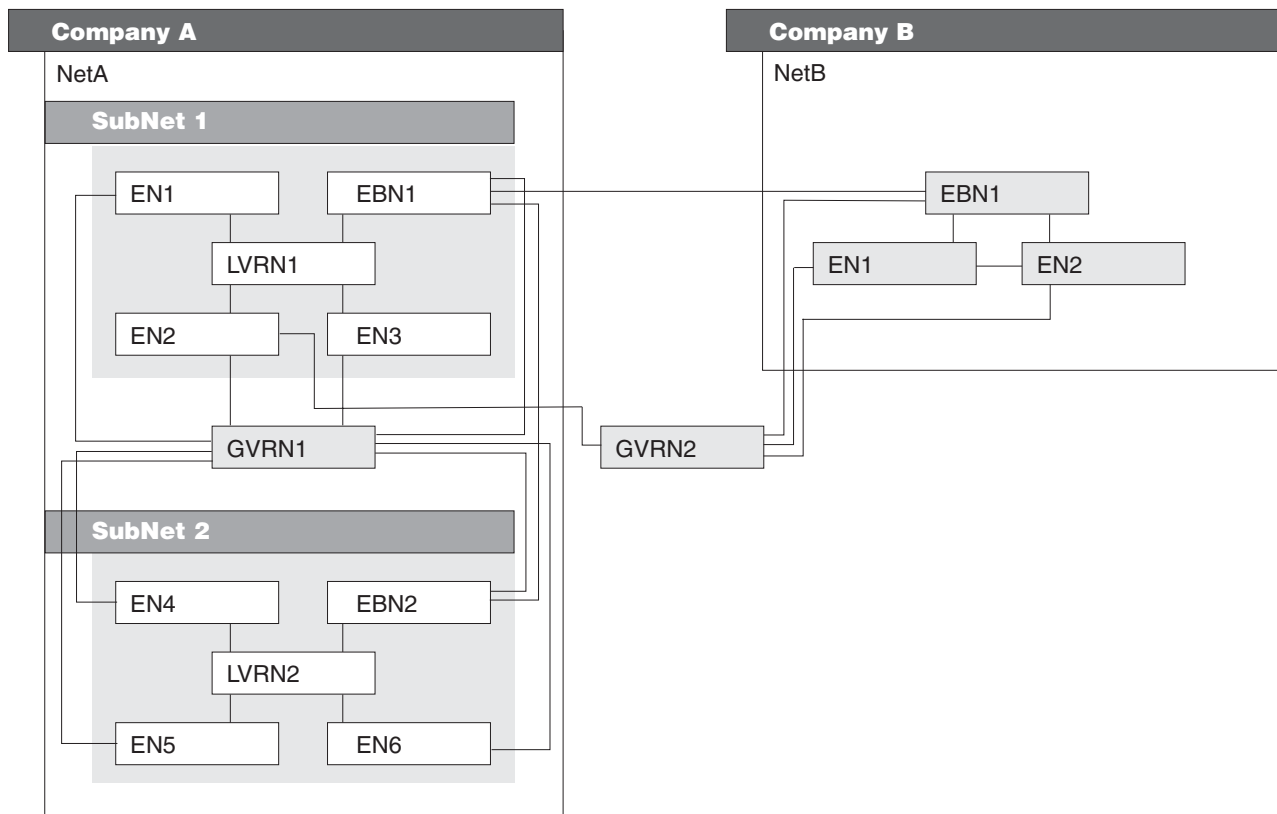 Company A
Company B
NetA
NetB
SubNet 1
EN1
EBN1
EBN1
LVRN1
EN1
EN2
EN2
EN3
GVRN1
GVRN2
SubNet 2
EN4
EBN2
LVRN2
EN5
EN6